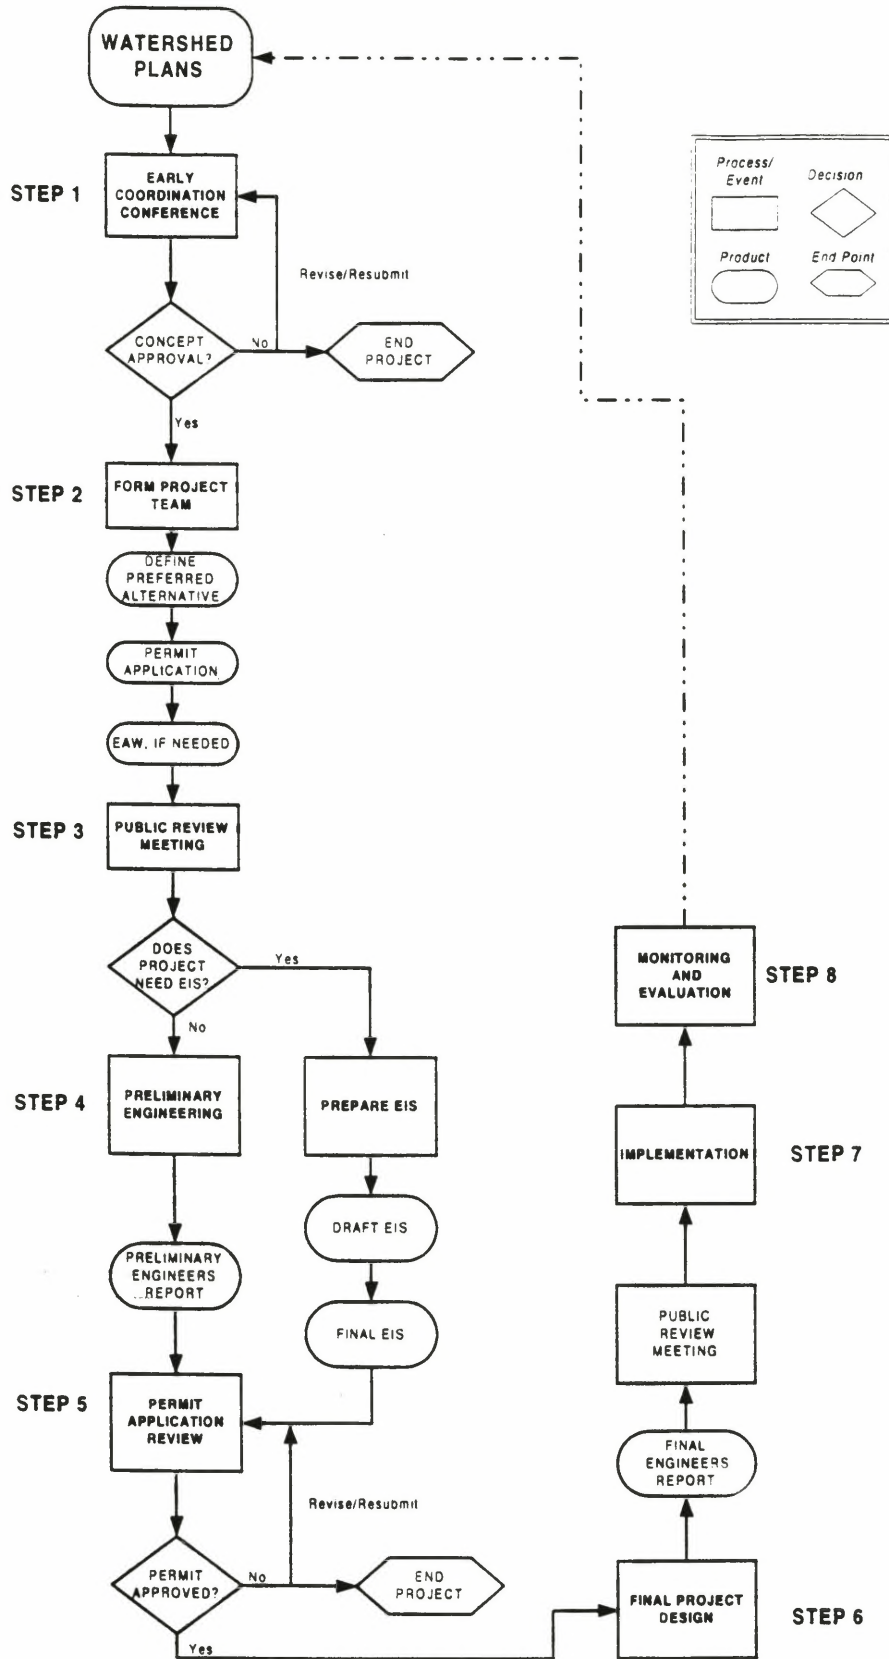 WATERSHED
PLANS
STEP 1
EARLY
COORDINATION
CONFERENCE
Revise/Resubmit
CONCEPT
APPROVAL?
No
END
PROJECT
Yes
STEP 2
FORM PROJECT
TEAM
DEFINE
PREFERRED
ALTERNATIVE
PERMIT
APPLICATION
EAW, IF NEEDED
STEP 3
PUBLIC REVIEW
MEETING
DOES
PROJECT
NEED EIS?
Yes
No
STEP 4
PRELIMINARY
ENGINEERING
PREPARE EIS
DRAFT EIS
PRELIMINARY
ENGINEERS
REPORT
FINAL EIS
STEP 5
PERMIT
APPLICATION
REVIEW
Revise/Resubmit
PERMIT
APPROVED?
No
END
PROJECT
Yes
Process/
Event
Decision
Product
End Point
MONITORING
AND
EVALUATION
STEP 8
IMPLEMENTATION
STEP 7
PUBLIC
REVIEW
MEETING
FINAL
ENGINEERS
REPORT
FINAL PROJECT
DESIGN
STEP 6